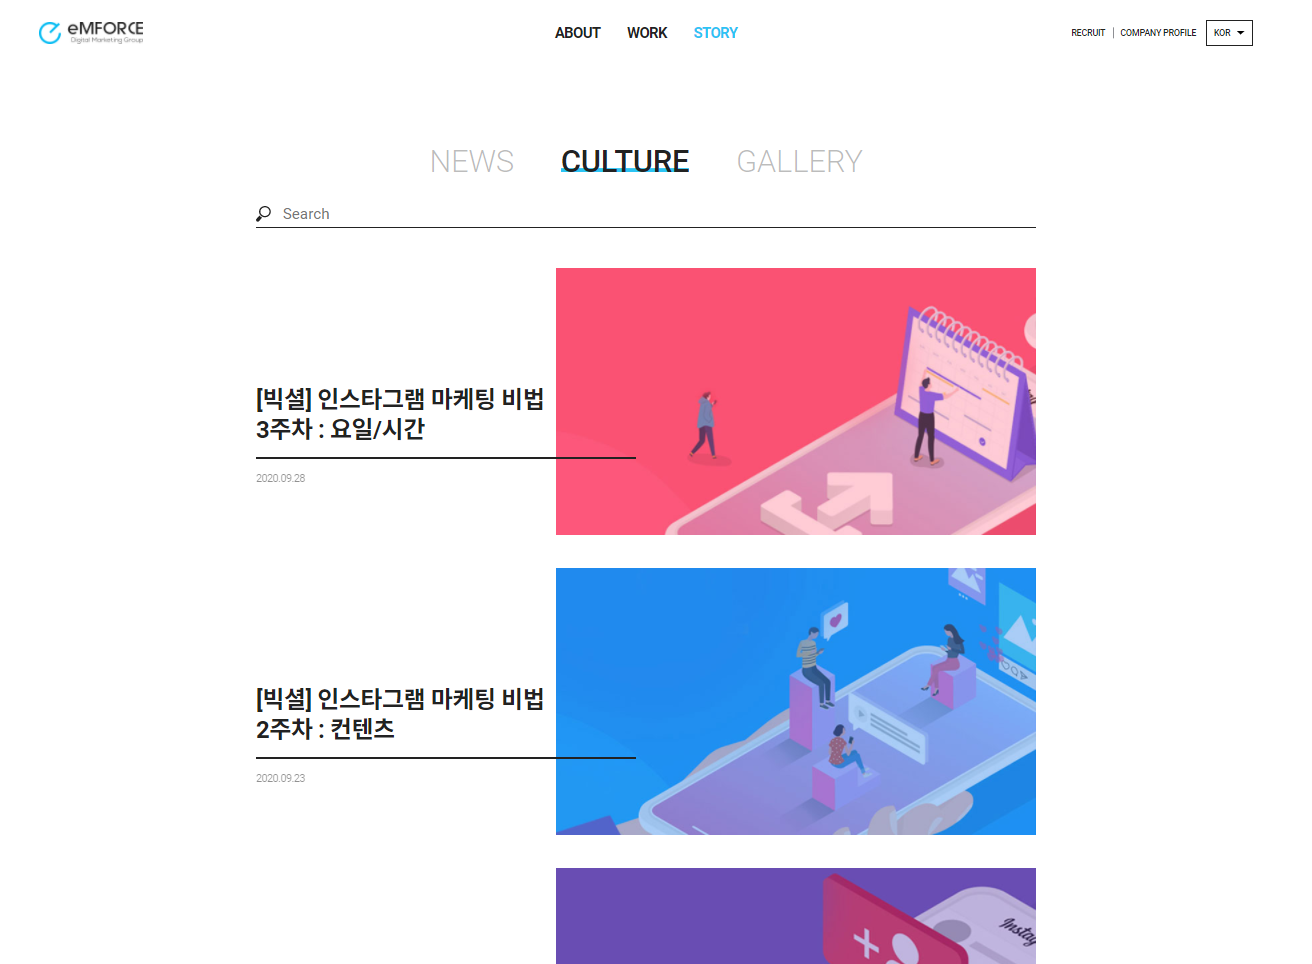 eMFORCE
Digital Marketing Group
ABOUT WORK STORY
RECRUIT | COMPANY PROFILE KOR
NEWS CULTURE GALLERY
Search
[빅셜] 인스타그램 마케팅 비법
3주차 : 요일/시간
2020.09.28
[빅셜] 인스타그램 마케팅 비법
2주차 : 컨텐츠
2020.09.23